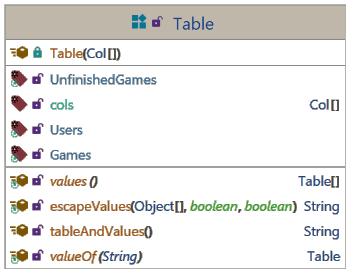 Table
Table(Col[])
UnfinishedGames
cols Col[]
Users
Games
values () Table[]
escapeValues(Object[], boolean, boolean) String
tableAndValues() String
valueOf (String) Table